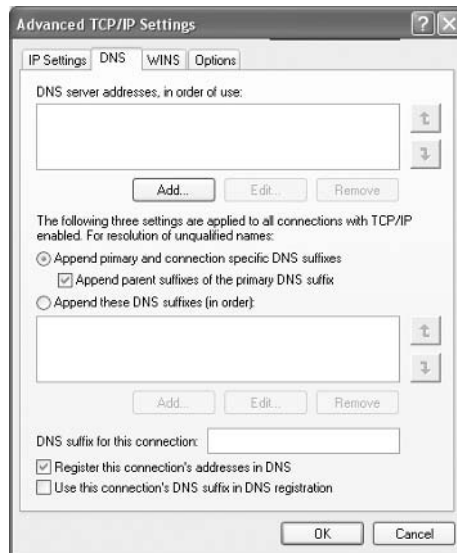 Advanced TCP/IP Settings
IP Settings DNS WINS Options
DNS server addresses, in order of use:
Add... Edit... Remove
The following three settings are applied to all connections with TCP/IP
enabled. For resolution of unqualified names:
Append primary and connection specific DNS suffixes
Append parent suffixes of the primary DNS suffix
Append these DNS suffixes (in order):
Add... Edit... Remove
DNS suffix for this connection:
Register this connection's addresses in DNS
Use this connection's DNS suffix in DNS registration
OK Cancel